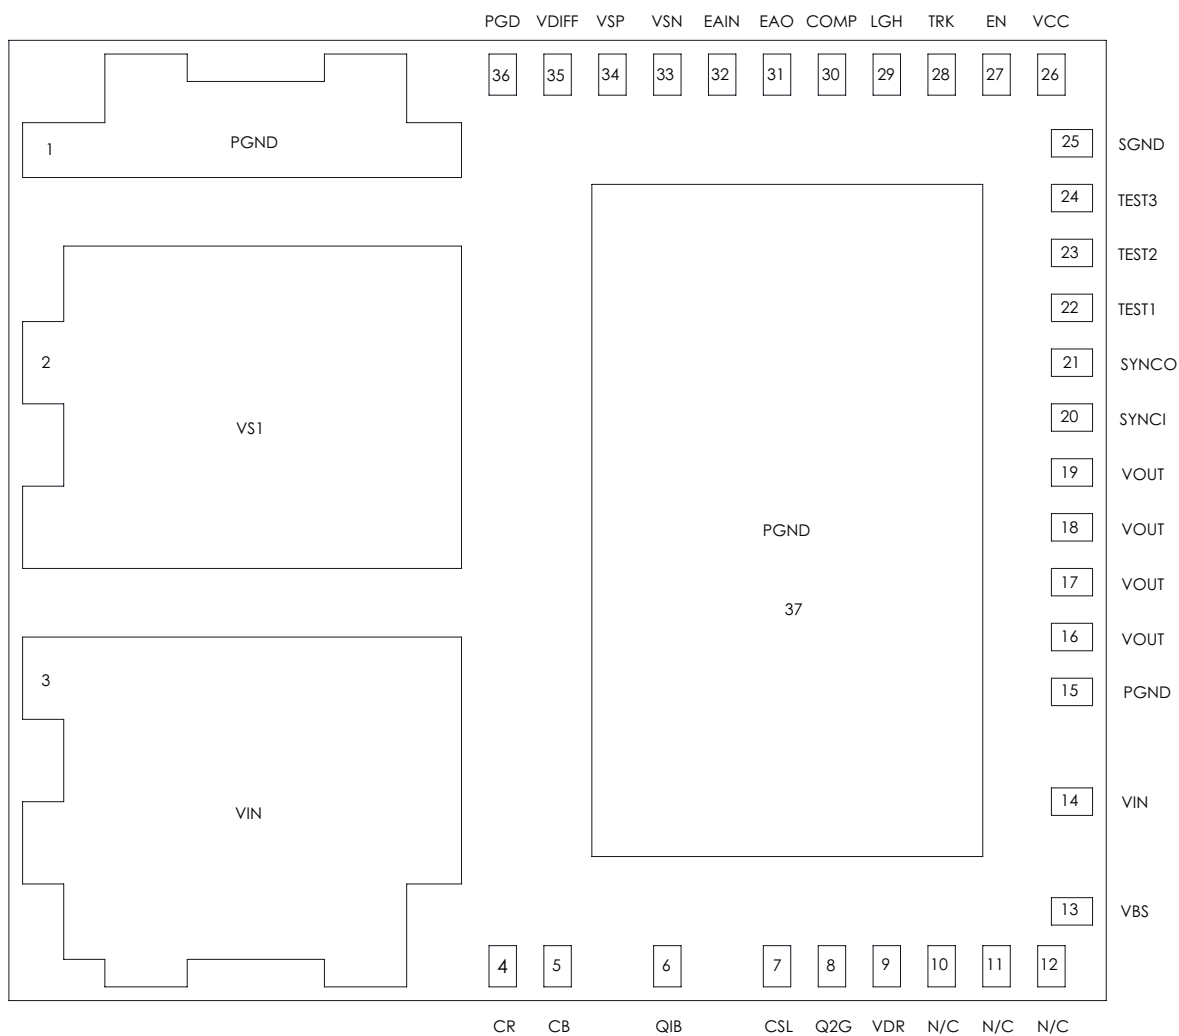 PGD VDIFF VSP VSN EAIN EAO COMP LGH TRK EN VCC
36 35 34 33 32 31 30 29 28 27 26
1 PGND
25 SGND
24 TEST3
23 TEST2
22 TEST1
2
21 SYNCO
20 SYNCI
VS1
19 VOUT
18 VOUT
PGND
17 VOUT
37
16 VOUT
3
15 PGND
14 VIN
VIN
13 VBS
4 5 6 7 8 9 10 11 12
CR CB QIB CSL Q2G VDR N/C N/C N/C